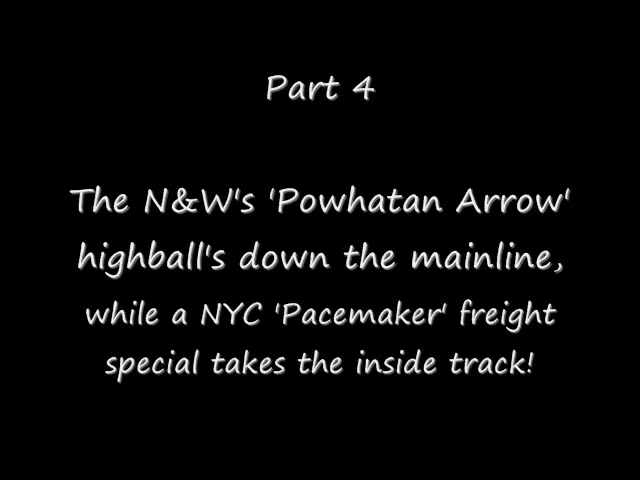 Part 4
The N&W's 'Powhatan Arrow'
highball's down the mainline,
while a NYC 'Pacemaker' freight
special takes the inside track!